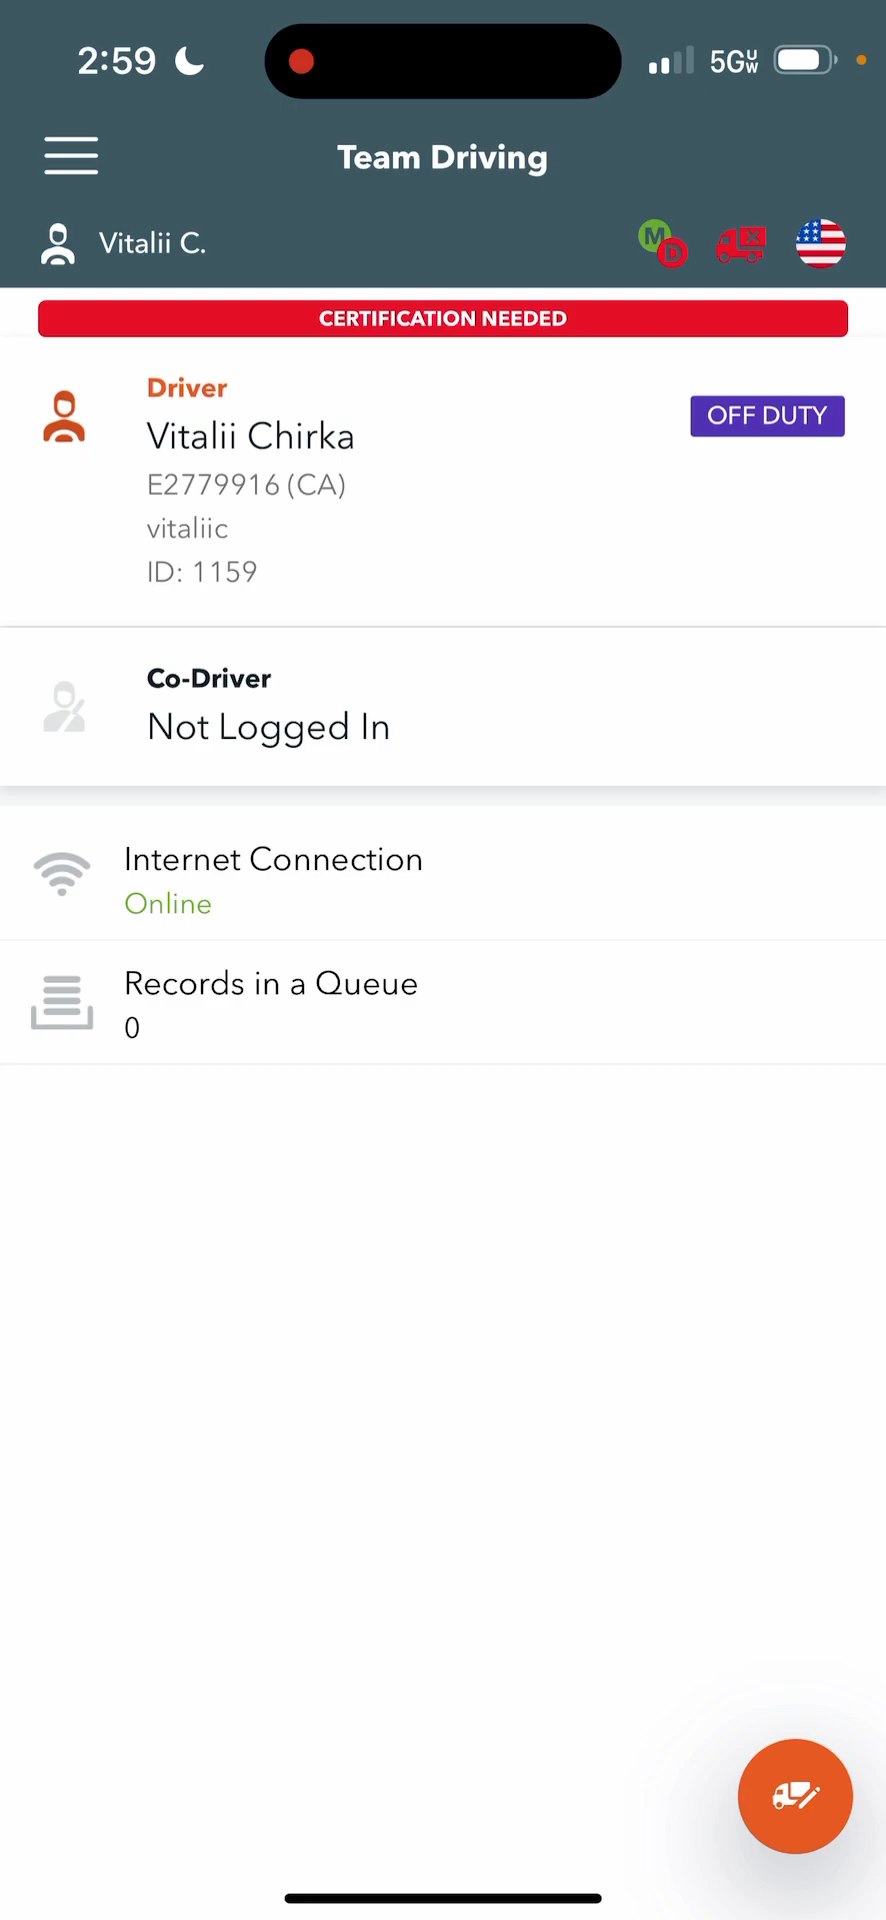 2:59
5G UW
Team Driving
Vitalii C.
M
D
CERTIFICATION NEEDED
Driver
OFF DUTY
Vitalii Chirka
E2779916 (CA)
vitaliic
ID: 1159
Co-Driver
Not Logged In
Internet Connection
Online
Records in a Queue
0